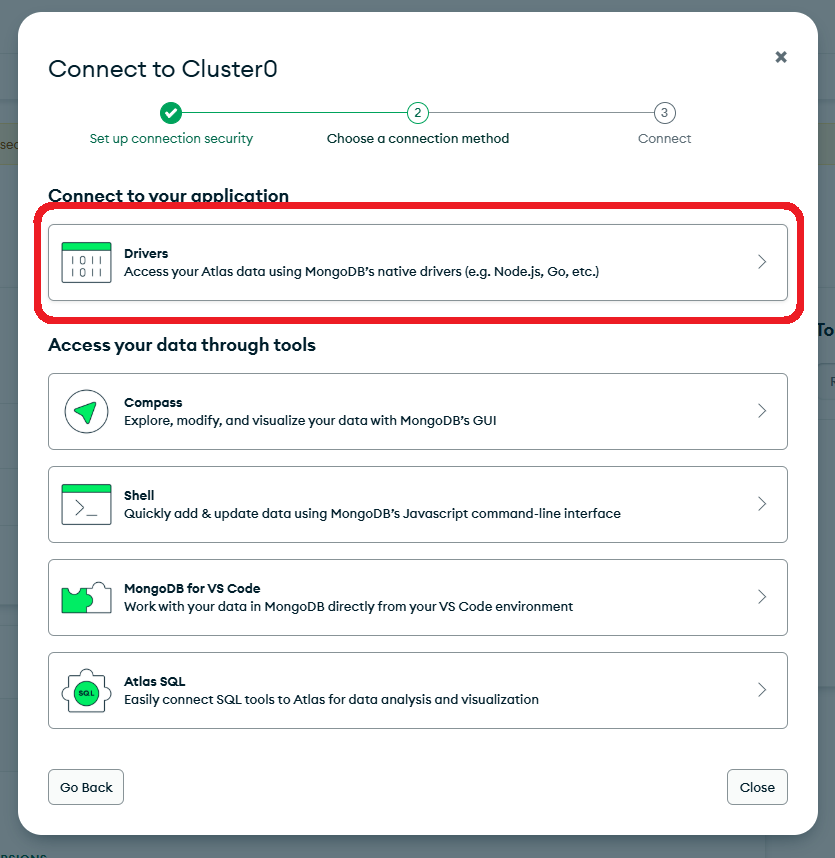 Connect to Cluster0
2
3
Set up connection security
Choose a connection method
Connect
Connect to your application
1011
1011
Drivers
Access your Atlas data using MongoDB's native drivers (e.g. Node.js, Go, etc.)
To
Access your data through tools
Compass
Explore, modify, and visualize your data with MongoDB's GUI
>_
Shell
Quickly add & update data using MongoDB's Javascript command-line interface
MongoDB for VS Code
Work with your data in MongoDB directly from your VS Code environment
SQL
Atlas SQL
Easily connect SQL tools to Atlas for data analysis and visualization
Go Back
Close